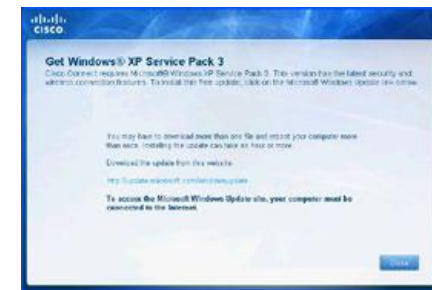 CISCO
Get Windows® XP Service Pack 3
Cisco Connect requires Microsoft® Windows XP Service Pack 3. This version has the latest security and
wireless connection features. To install this free update, click on the Microsoft Windows Update link below.
You may have to download more than one file and restart your computer more
than once. Installing the update can take an hour or more.
Download the update from this website:
http://update.microsoft.com/windowsupdate
To access the Microsoft Windows Update site, your computer must be
connected to the Internet.
Close